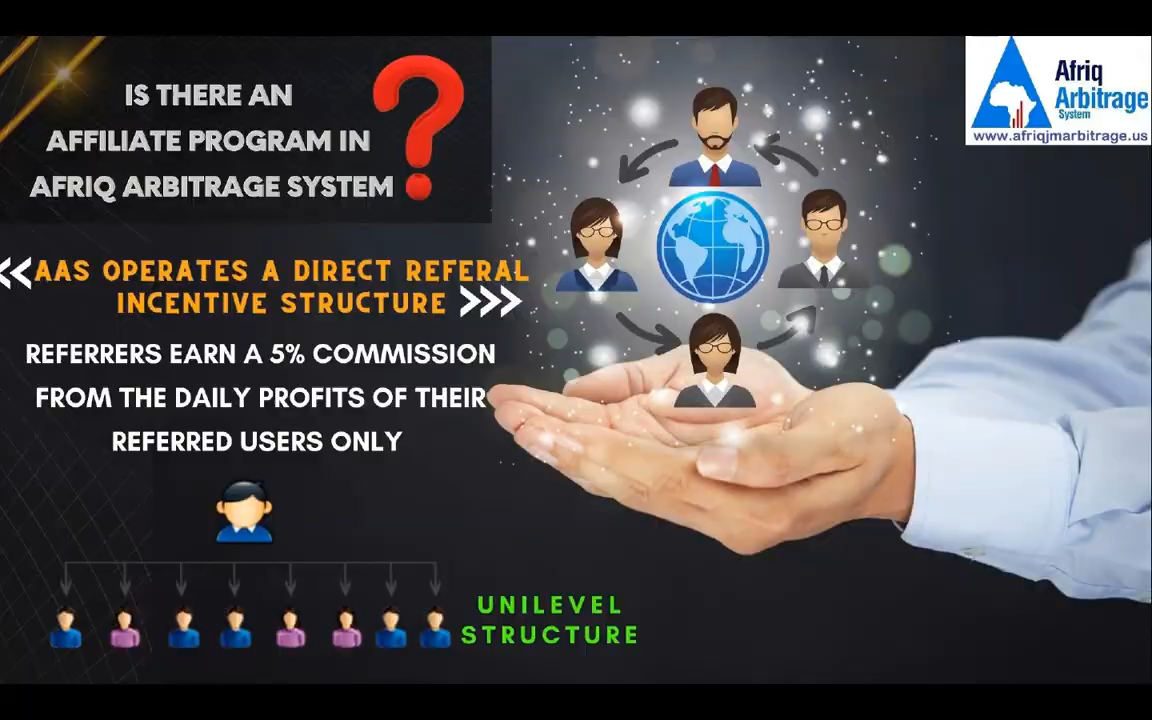 IS THERE AN
AFFILIATE PROGRAM IN
AFRIQ ARBITRAGE SYSTEM
?
Afriq
Arbitrage
System
www.afriqjmarbitrage.us
«AAS OPERATES A DIRECT REFERAL
INCENTIVE STRUCTURE >>>
REFERRERS EARN A 5% COMMISSION
FROM THE DAILY PROFITS OF THEIR
REFERRED USERS ONLY
UNILEVEL
STRUCTURE